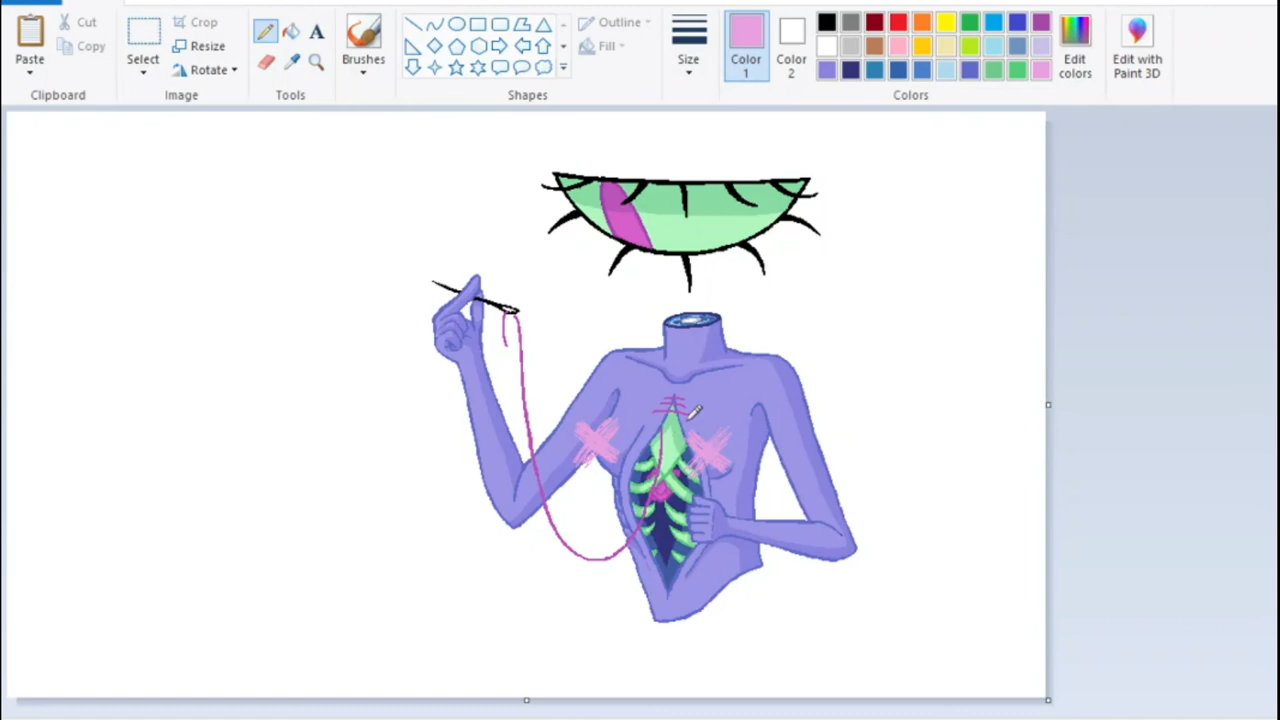 Cut
Copy
Paste
Clipboard
Crop
Resize
Rotate
Select
Image
A
Tools
Brushes
Outline
Fill
Shapes
Size
Color
1
Color
2
Edit
colors
Colors
Edit with
Paint 3D